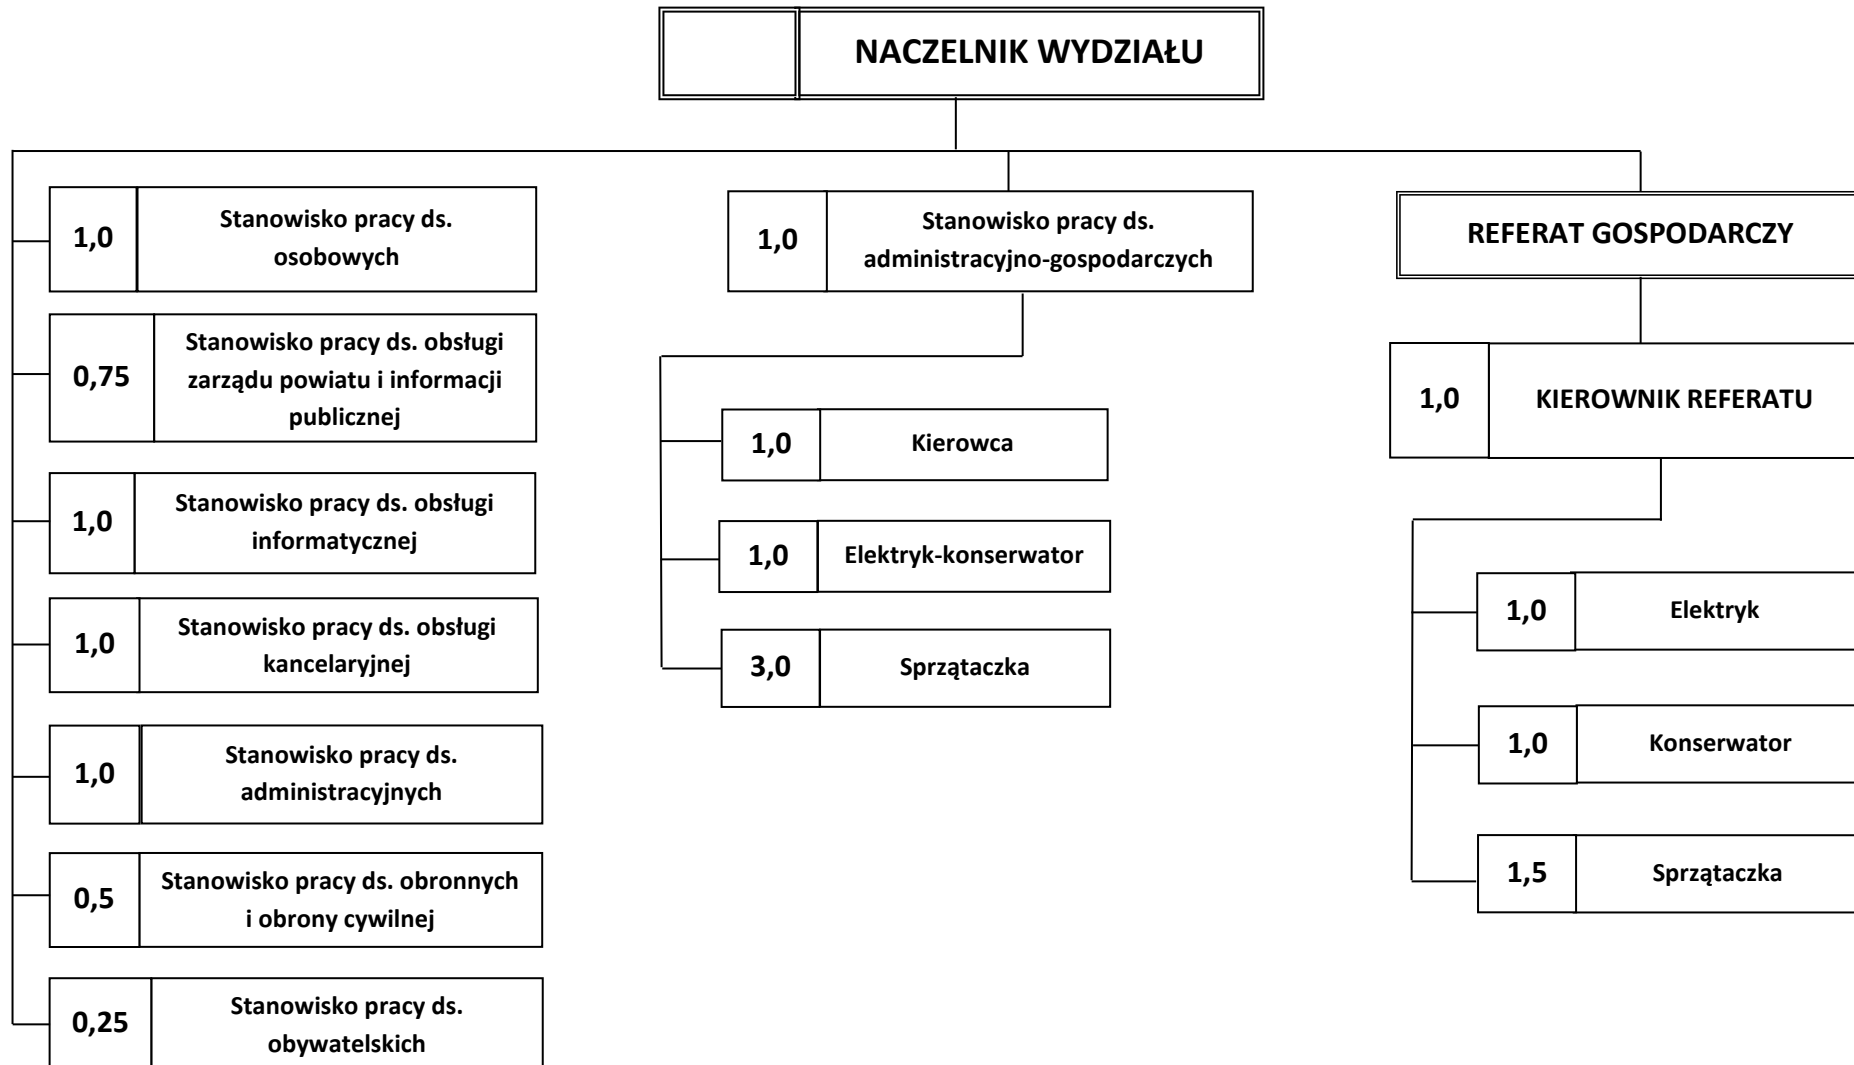 NACZELNIK WYDZIAŁU
1,0
Stanowisko pracy ds.
osobowych
0,75
Stanowisko pracy ds. obsługi
zarządu powiatu i informacji
publicznej
1,0
Stanowisko pracy ds. obsługi
informatycznej
1,0
Stanowisko pracy ds. obsługi
kancelaryjnej
1,0
Stanowisko pracy ds.
administracyjnych
0,5
Stanowisko pracy ds. obronnych
i obrony cywilnej
0,25
Stanowisko pracy ds.
obywatelskich
1,0
Stanowisko pracy ds.
administracyjno-gospodarczych
1,0
Kierowca
1,0
Elektryk-konserwator
3,0
Sprzątaczka
REFERAT GOSPODARCZY
1,0
KIEROWNIK REFERATU
1,0
Elektryk
1,0
Konserwator
1,5
Sprzątaczka